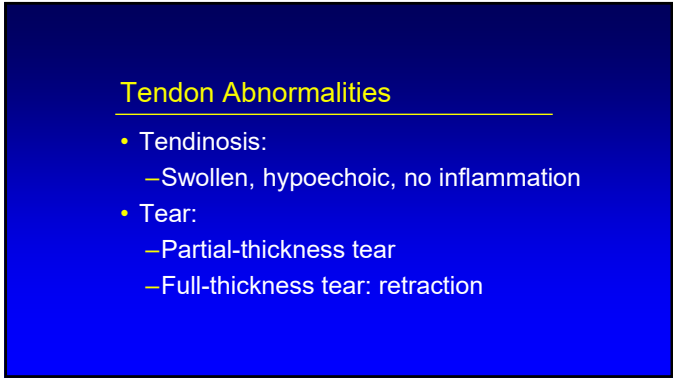 Tendon Abnormalities
• Tendinosis:
–Swollen, hypoechoic, no inflammation
• Tear:
–Partial-thickness tear
–Full-thickness tear: retraction